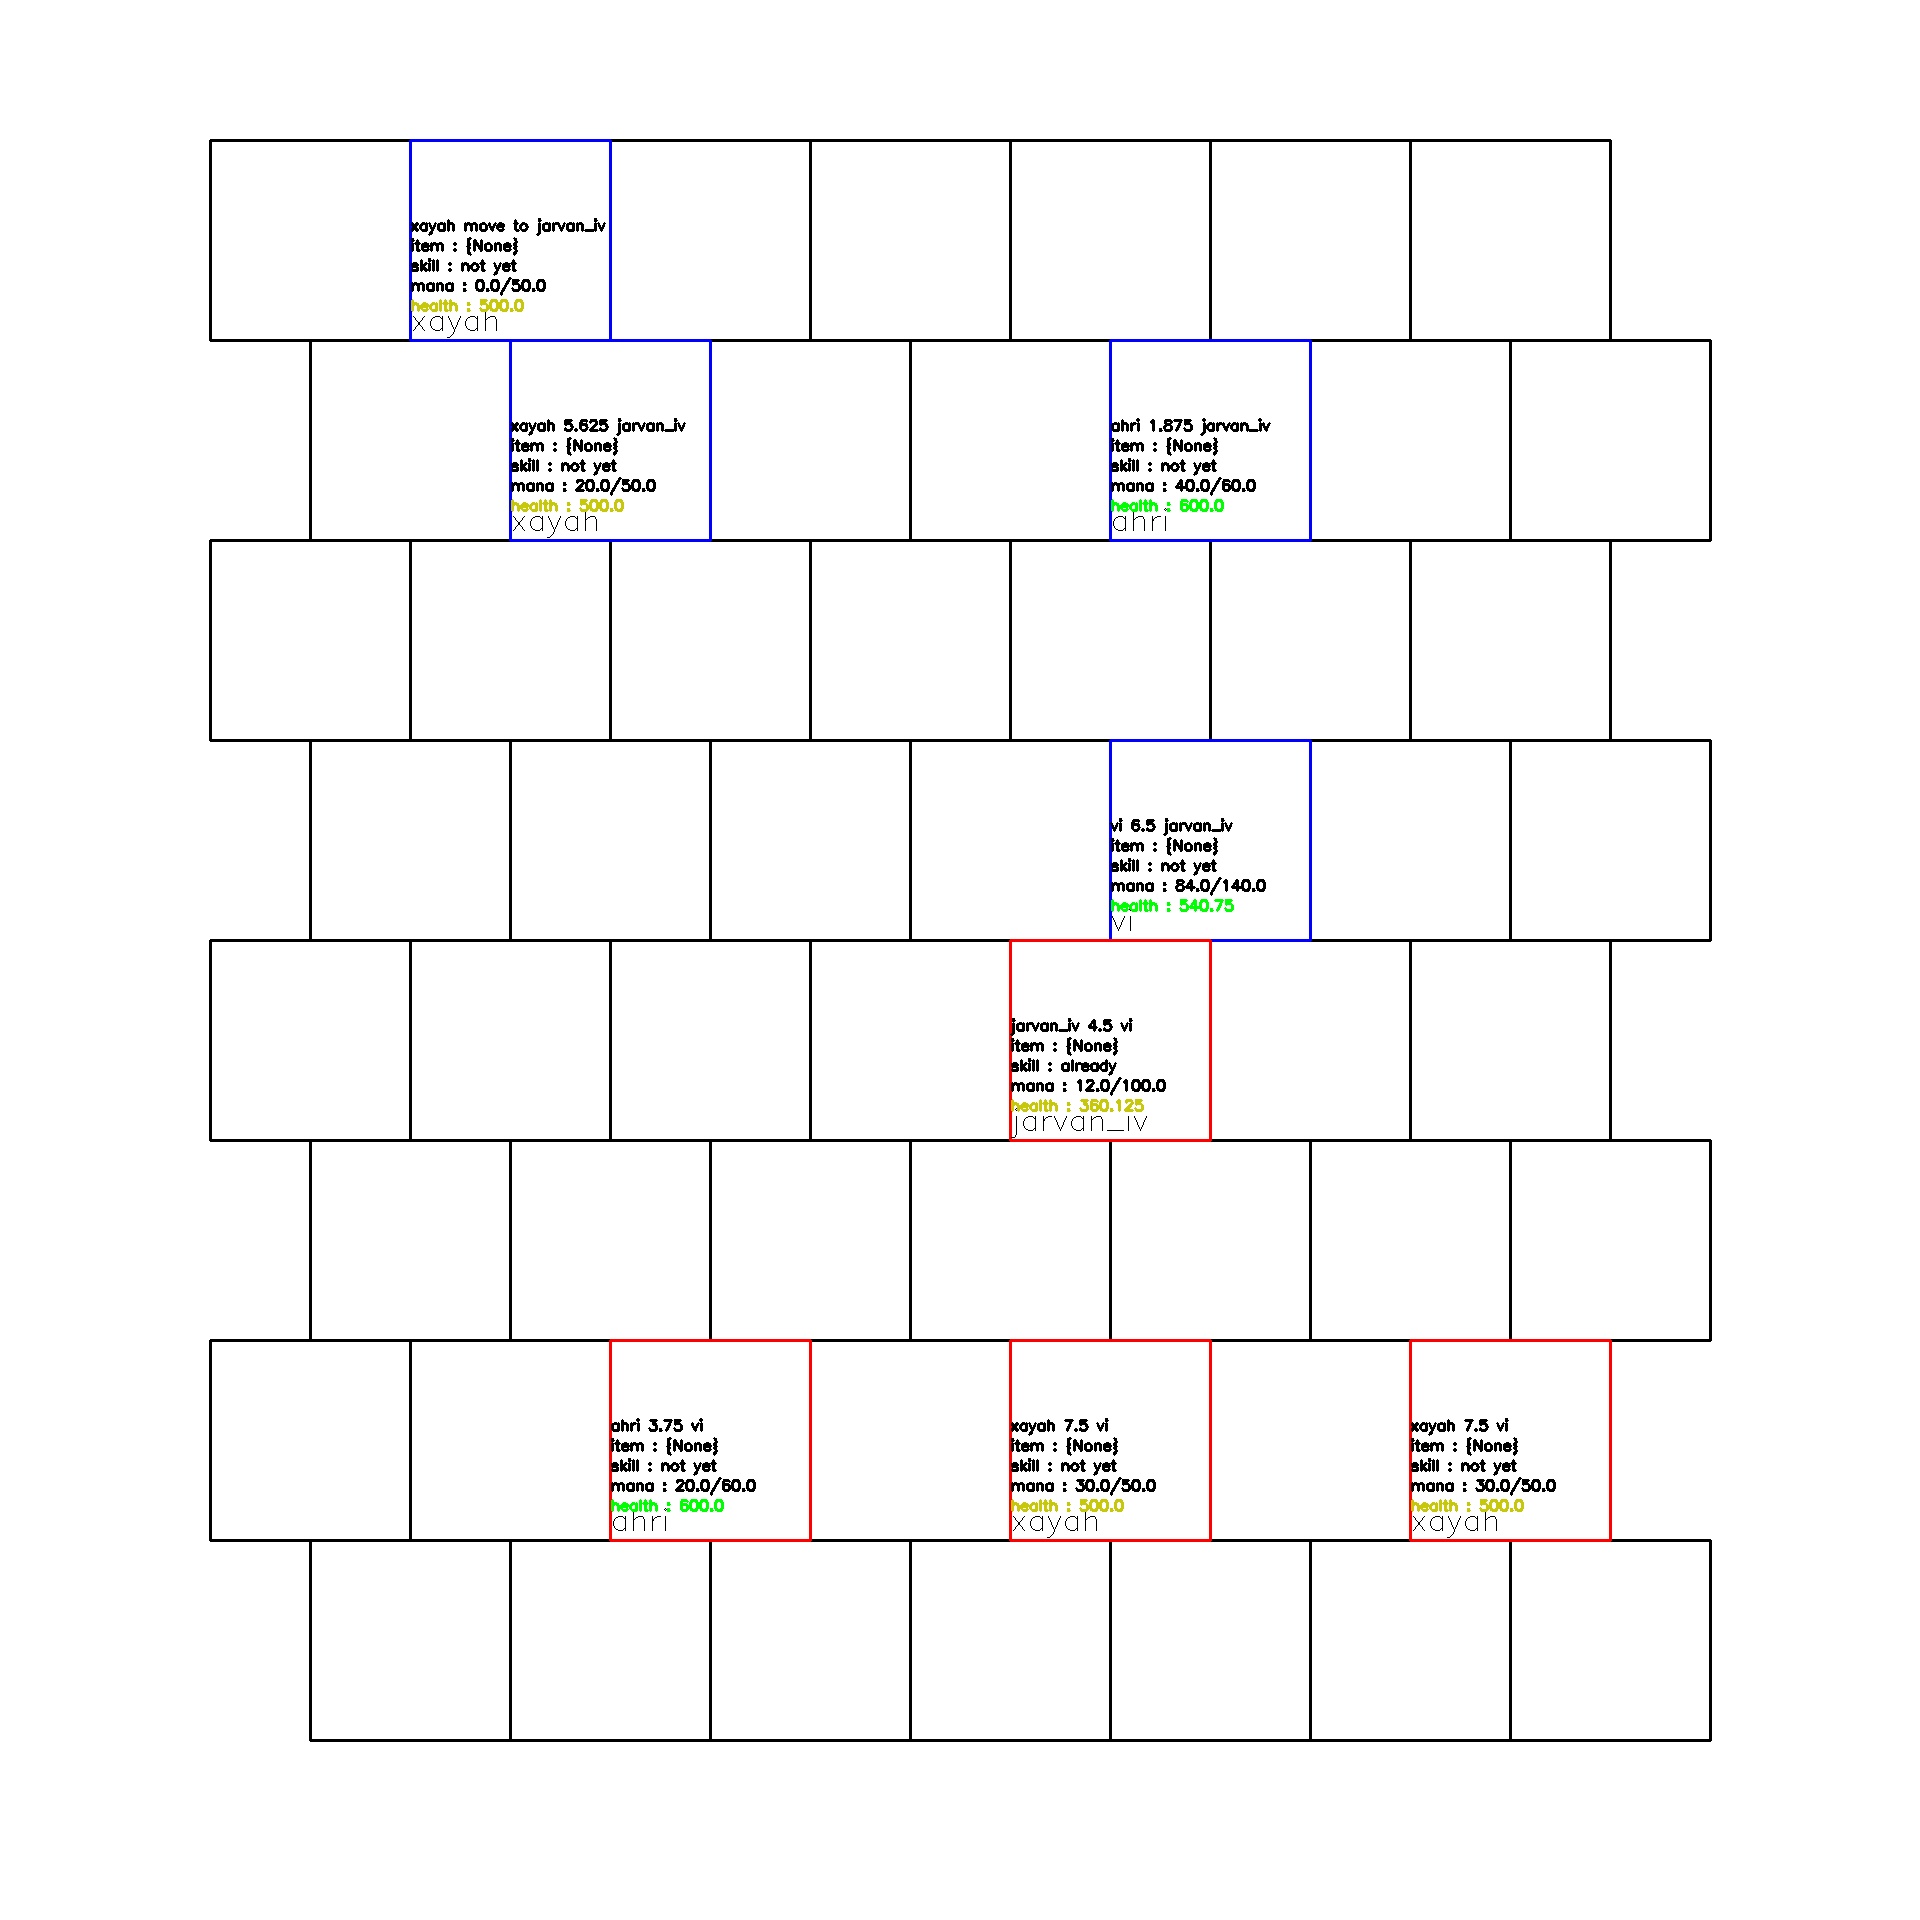 xayah move to jarvan_iv
item : {None}
skill : not yet
mana : 0.0/50.0
health : 500.0
xayah
xayah 5.625 jarvan_iv
item : {None}
skill : not yet
mana : 20.0/50.0
health : 500.0
xayah
ahri 1.875 jarvan_iv
item : {None}
skill : not yet
mana : 40.0/60.0
health : 600.0
ahri
vi 6.5 jarvan_iv
item : {None}
skill : not yet
mana : 84.0/140.0
health : 540.75
vi
jarvan_iv 4.5 vi
item : {None}
skill : already
mana : 12.0/100.0
health : 360.125
jarvan_iv
ahri 3.75 vi
item : {None}
skill : not yet
mana : 20.0/60.0
health : 600.0
ahri
xayah 7.5 vi
item : {None}
skill : not yet
mana : 30.0/50.0
health : 500.0
xayah
xayah 7.5 vi
item : {None}
skill : not yet
mana : 30.0/50.0
health : 500.0
xayah